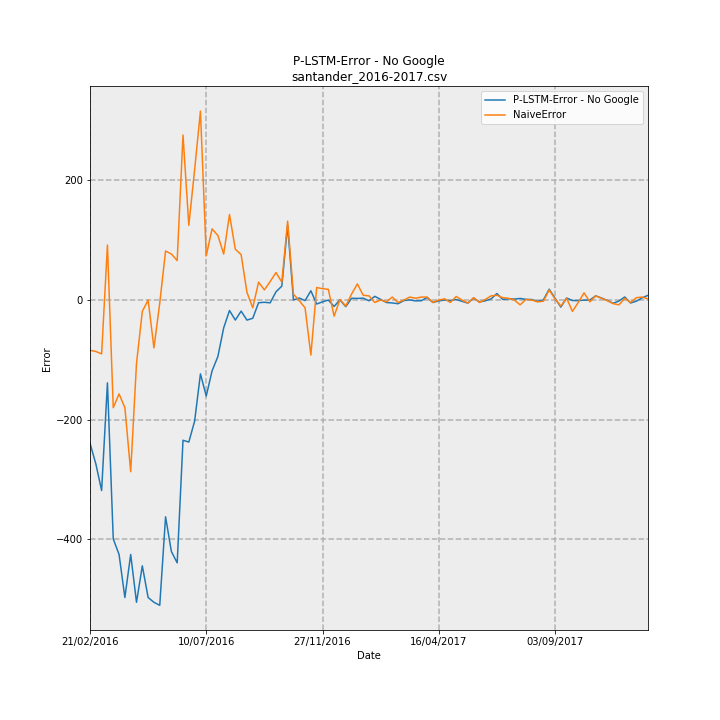 P-LSTM-Error - No Google
santander_2016-2017.csv
P-LSTM-Error - No Google
NaiveError
200
0
−200
−400
Error
21/02/2016
10/07/2016
27/11/2016
16/04/2017
03/09/2017
Date